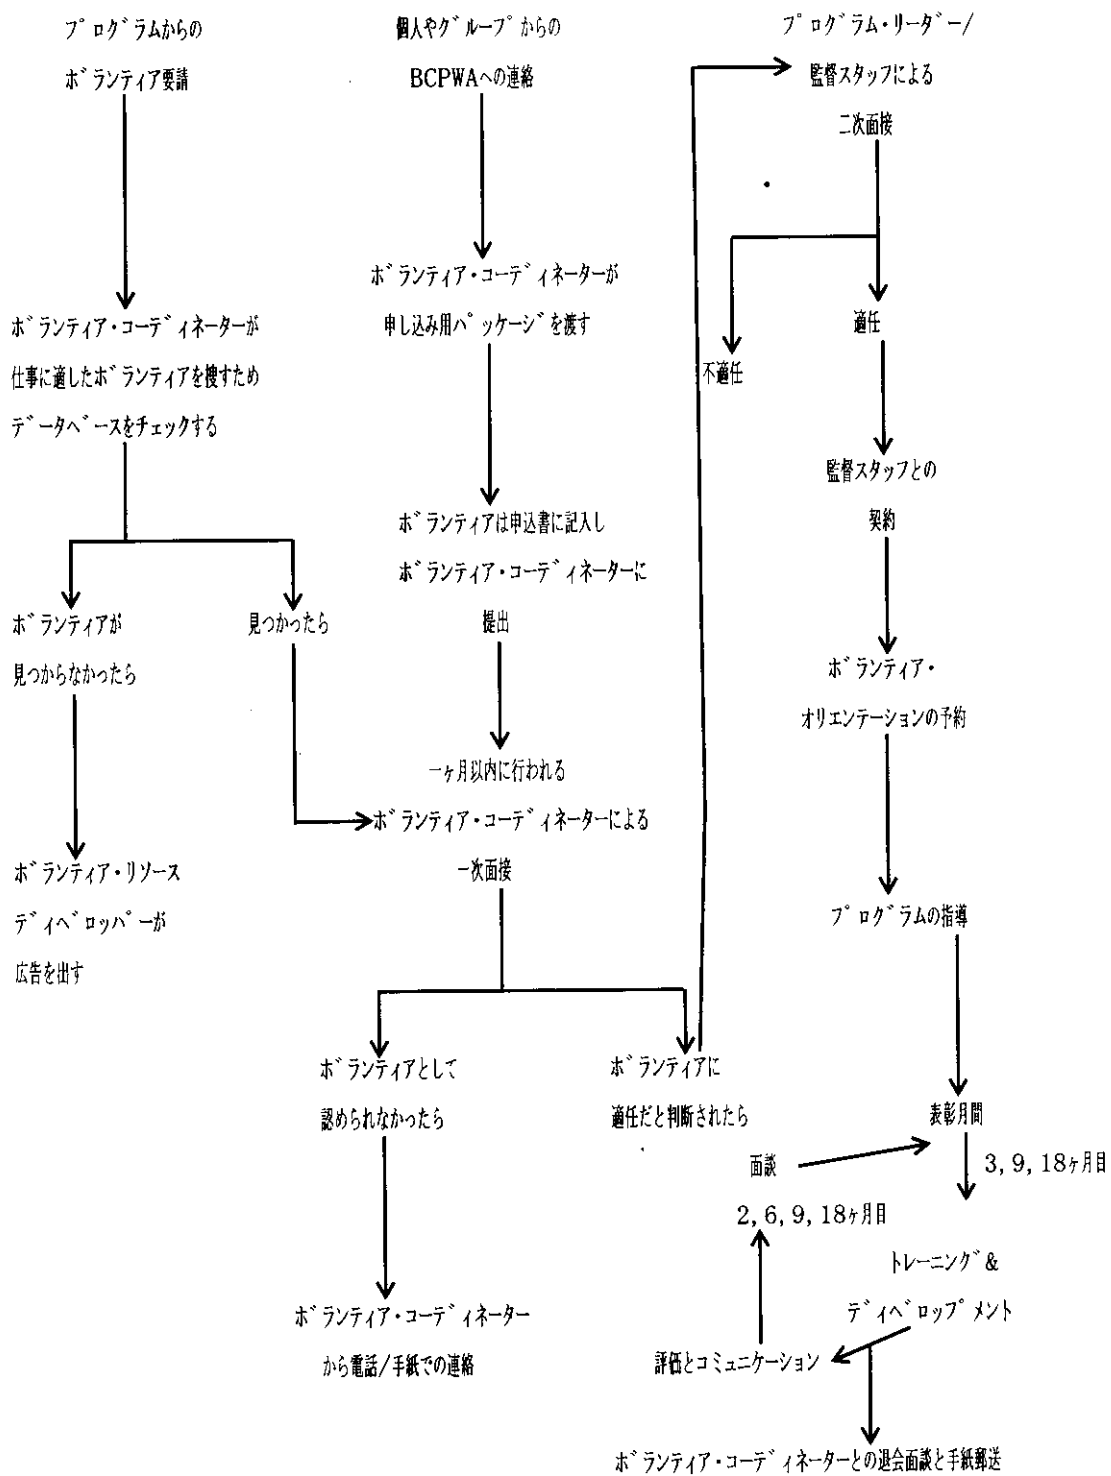 プログラムからの
ボランティア要請
ボランティア・コーディネーターが
仕事に適したボランティアを捜すため
データベースをチェックする
ボランティアが
見つからなかったら
見つかったら
ボランティア・リソース
ディベロッパーが
広告を出す
個人やグループからの
BCPWAへの連絡
ボランティア・コーディネーターが
申し込み用パッケージを渡す
ボランティアは申込書に記入し
ボランティア・コーディネーターに
提出
一ヶ月以内に行われる
ボランティア・コーディネーターによる
一次面接
ボランティアとして
認められなかったら
ボランティアに
適任だと判断されたら
ボランティア・コーディネーター
から電話/手紙での連絡
プログラム・リーダー/
監督スタッフによる
二次面接
不適任
適任
監督スタッフとの
契約
ボランティア・
オリエンテーションの予約
プログラムの指導
表彰月間
3,9,18ヶ月目
面談
2,6,9,18ヶ月目
トレーニング&
ディベロップメント
評価とコミュニケーション
ボランティア・コーディネーターとの退会面談と手紙郵送